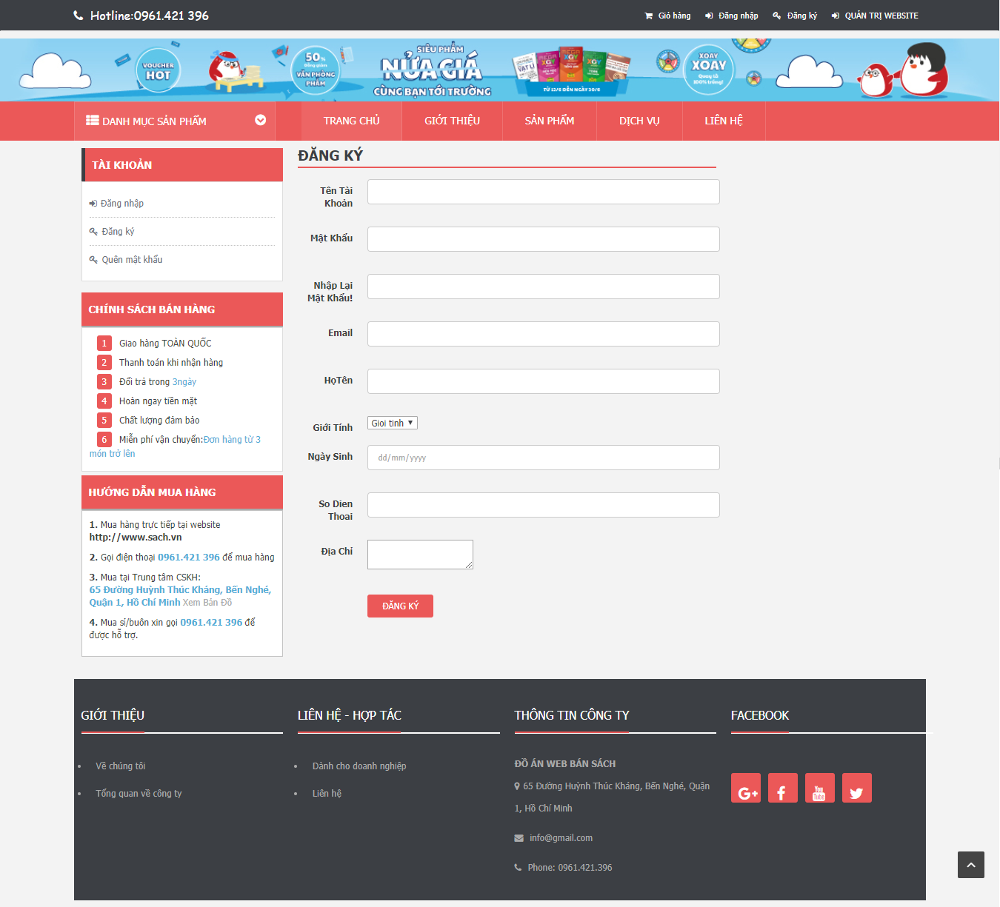 Hotline:0961.421 396
Giỏ hàng
Đăng nhập
Đăng ký
QUẢN TRỊ WEBSITE
VOUCHER
HOT
50%
Đồng giảm
VĂN PHÒNG
PHẨM
SIÊU PHẨM
NỬA GIÁ
CÙNG BẠN TỚI TRƯỜNG
TỪ 12/6 ĐẾN NGÀY 30/6
XOAY
XOAY
Quay là
100% trúng!
DANH MỤC SẢN PHẨM
TRANG CHỦ
GIỚI THIỆU
SẢN PHẨM
DỊCH VỤ
LIÊN HỆ
TÀI KHOẢN
Đăng nhập
Đăng ký
Quên mật khẩu
CHÍNH SÁCH BÁN HÀNG
1 Giao hàng TOÀN QUỐC
2 Thanh toán khi nhận hàng
3 Đổi trả trong 3ngày
4 Hoàn ngay tiền mặt
5 Chất lượng đảm bảo
6 Miễn phí vận chuyển:Đơn hàng từ 3
món trở lên
HƯỚNG DẪN MUA HÀNG
1. Mua hàng trực tiếp tại website
http://www.sach.vn
2. Gọi điện thoại 0961.421 396 để mua hàng
3. Mua tại Trung tâm CSKH:
65 Đường Huỳnh Thúc Kháng, Bến Nghé,
Quận 1, Hồ Chí Minh Xem Bản Đồ
4. Mua sỉ/buôn xin gọi 0961.421 396 để
được hỗ trợ.
ĐĂNG KÝ
Tên Tài
Khoản
Mật Khẩu
Nhập Lại
Mật Khẩu!
Email
HọTên
Giới Tính
Gioi tinh
Ngày Sinh
dd/mm/yyyy
So Dien
Thoai
Địa Chỉ
ĐĂNG KÝ
GIỚI THIỆU
Về chúng tôi
Tổng quan về công ty
LIÊN HỆ - HỢP TÁC
Dành cho doanh nghiệp
Liên hệ
THÔNG TIN CÔNG TY
ĐỒ ÁN WEB BÁN SÁCH
65 Đường Huỳnh Thúc Kháng, Bến Nghé, Quận
1, Hồ Chí Minh
info@gmail.com
Phone: 0961.421.396
FACEBOOK
G+
f
You
Tube